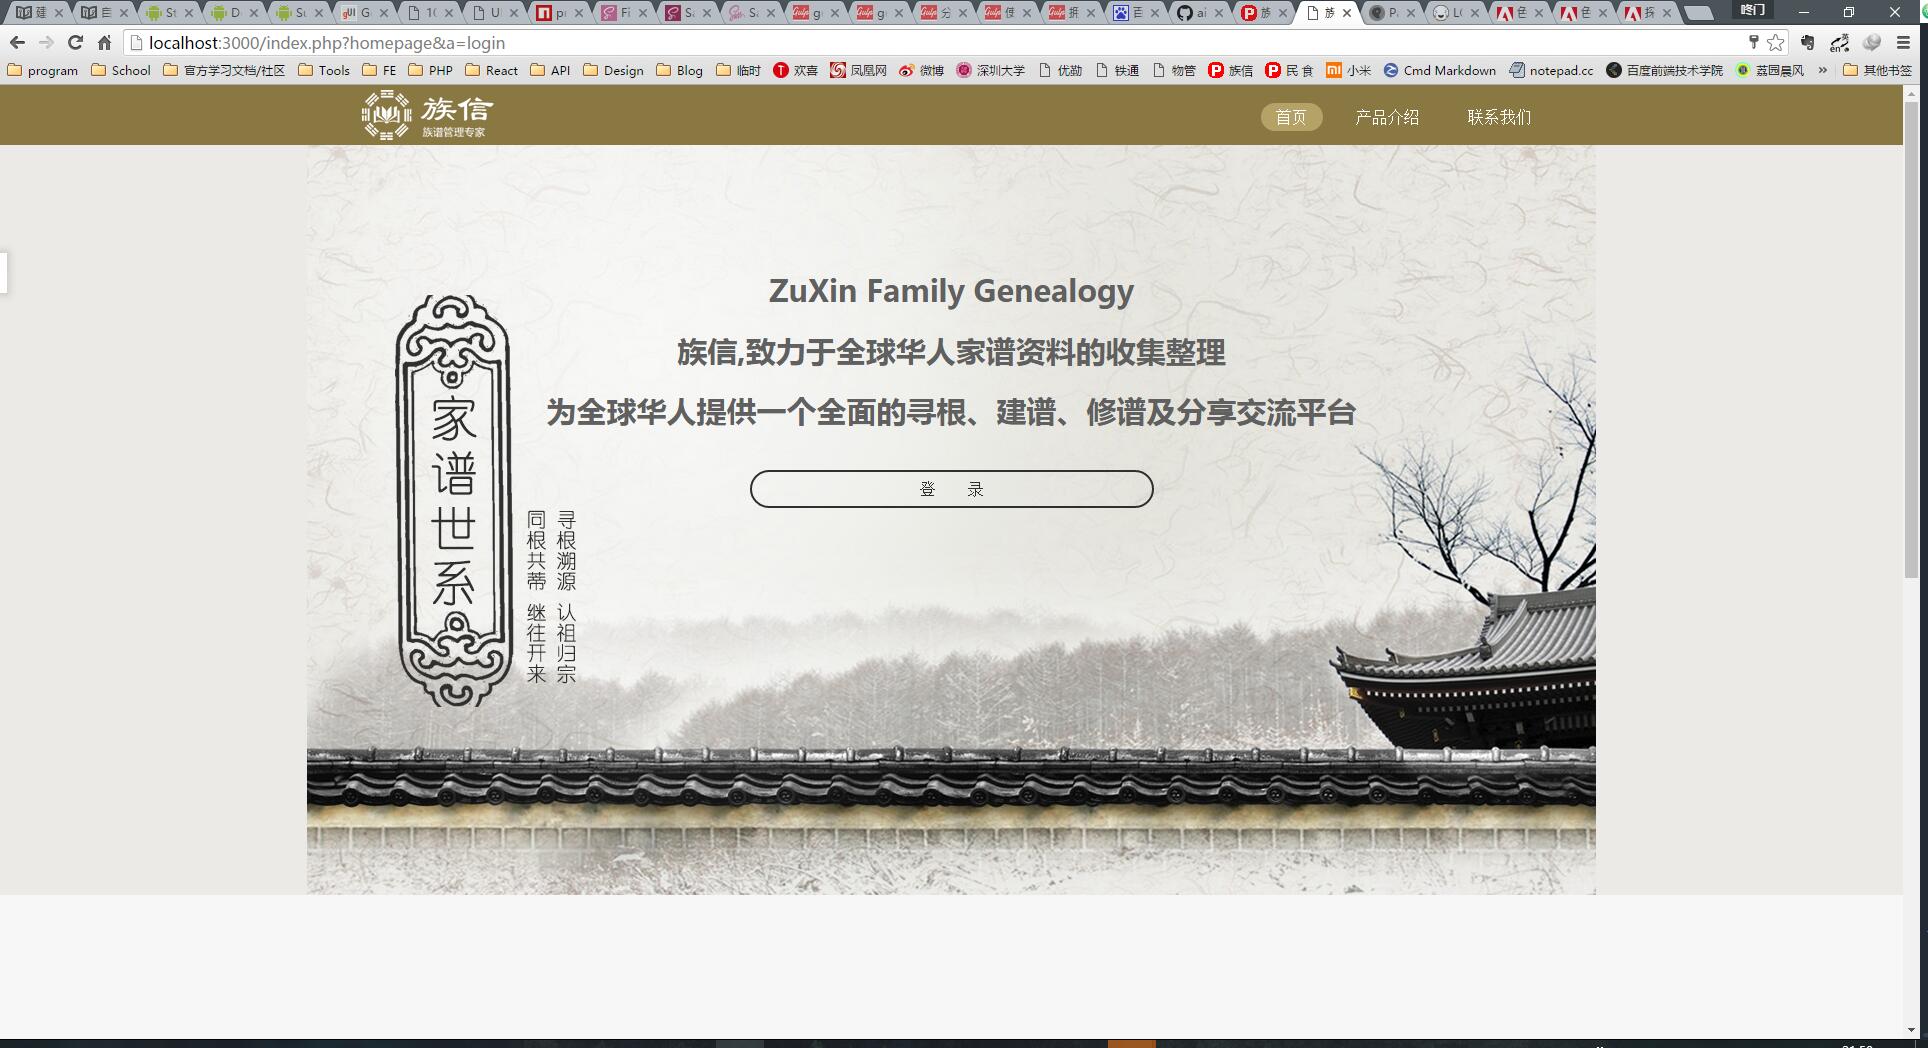 咚门
localhost:3000/index.php?homepage&a=login
program School 官方学习文档/社区 Tools FE PHP React API Design Blog 临时 欢喜 凤凰网 微博 深圳大学 优勤 铁通 物管 族信 民 食 小米 Cmd Markdown notepad.cc 百度前端技术学院 荔园晨风 » 其他书签
族信
族谱管理专家
首页 产品介绍 联系我们
ZuXin Family Genealogy
族信,致力于全球华人家谱资料的收集整理
为全球华人提供一个全面的寻根、建谱、修谱及分享交流平台
登 录
家谱世系
寻根溯源 认祖归宗
同根共蒂 继往开来